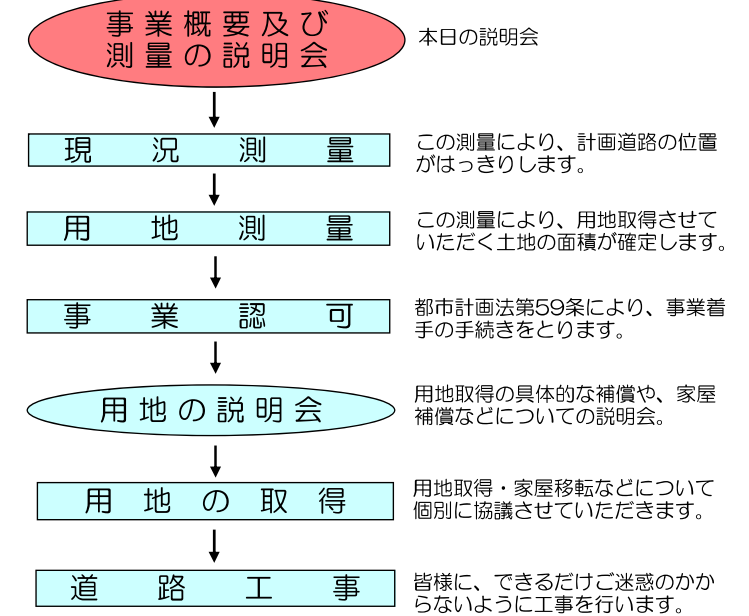 事業概要及び
測量の説明会
本日の説明会
現況測量
この測量により、計画道路の位置
がはっきりします。
用地測量
この測量により、用地取得させて
いただく土地の面積が確定します。
事業認可
都市計画法第59条により、事業着
手の手続きをとります。
用地の説明会
用地取得の具体的な補償や、家屋
補償などについての説明会。
用地の取得
用地取得・家屋移転などについて
個別に協議させていただきます。
道路工事
皆様に、できるだけご迷惑のかか
らないように工事を行います。